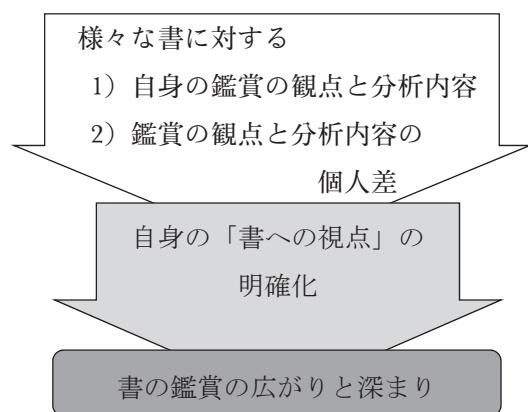 様々な書に対する
1）自身の鑑賞の観点と分析内容
2）鑑賞の観点と分析内容の
個人差
自身の「書への視点」の
明確化
書の鑑賞の広がりと深まり